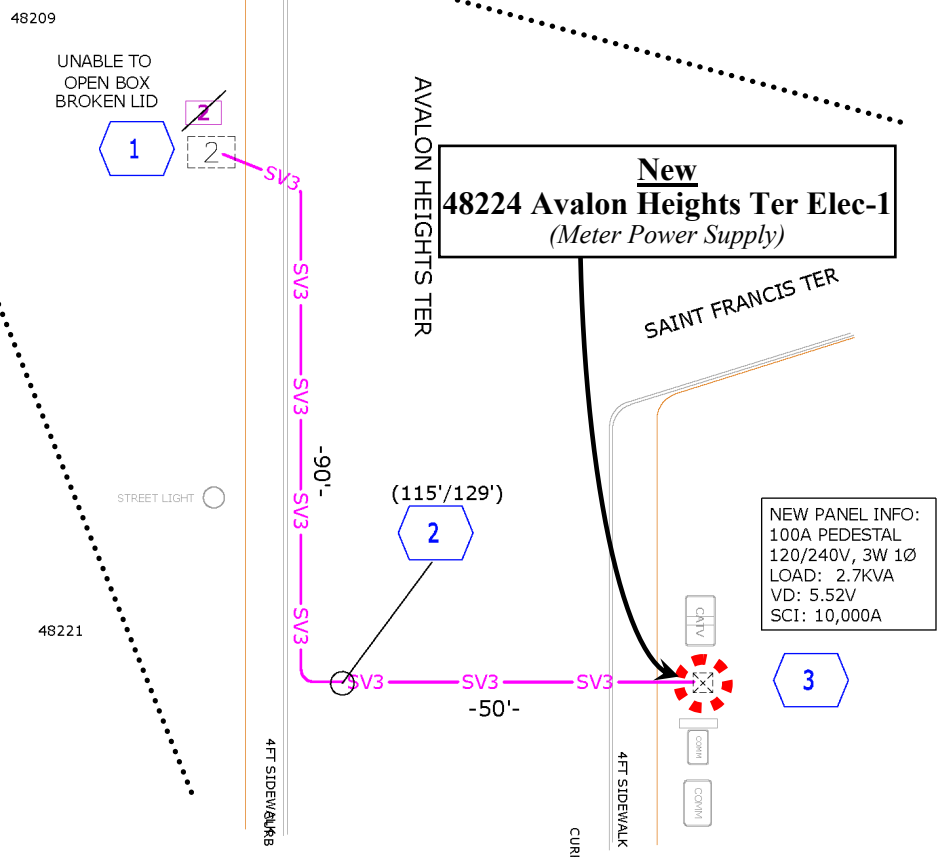 48209
UNABLE TO
OPEN BOX
BROKEN LID
2
1
2
SV3
AVALON HEIGHTS TER
New
48224 Avalon Heights Ter Elec-1
(Meter Power Supply)
SV3
SAINT FRANCIS TER
SV3
-90'-
(115'/129')
STREET LIGHT
SV3
2
NEW PANEL INFO:
100A PEDESTAL
120/240V, 3W 1Ø
LOAD: 2.7KVA
VD: 5.52V
SCI: 10,000A
48221
SV3
CATV
SV3
SV3
SV3
3
-50'-
4FT SIDEWALK
CURB
COMM
4FT SIDEWALK
COMM